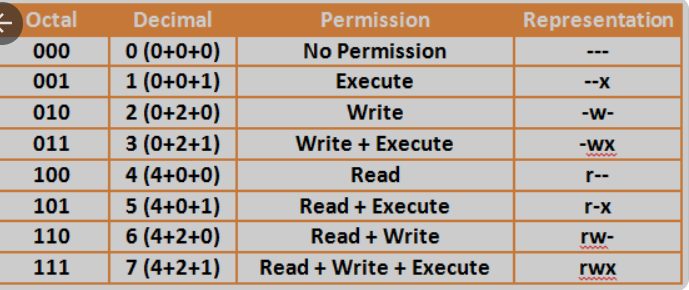 Octal Decimal Permission Representation
000 0 (0+0+0) No Permission ---
001 1 (0+0+1) Execute --x
010 2 (0+2+0) Write -w-
011 3 (0+2+1) Write + Execute -wx
100 4 (4+0+0) Read r--
101 5 (4+0+1) Read + Execute r-x
110 6 (4+2+0) Read + Write rw-
111 7 (4+2+1) Read + Write + Execute rwx